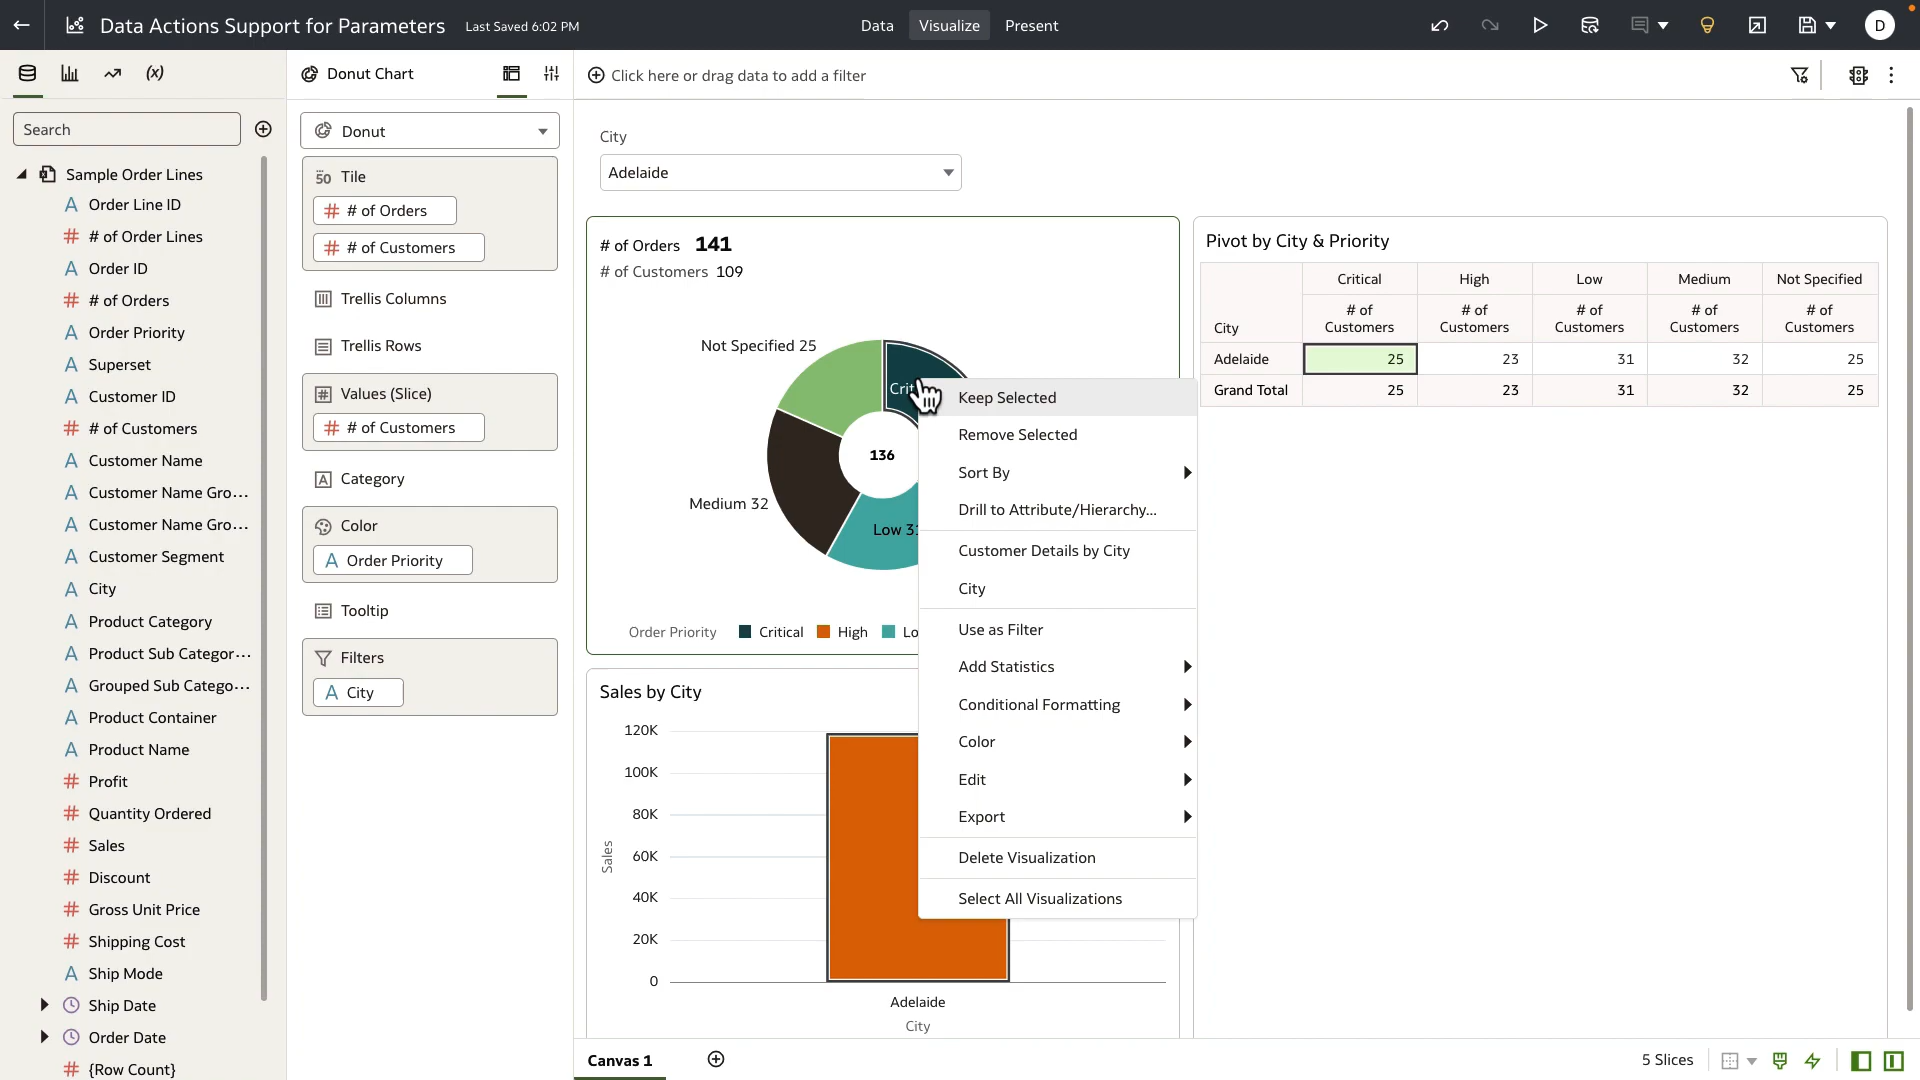 Data Actions Support for Parameters
Last Saved 6:02 PM
Data
Visualize
Present
D
Search
Sample Order Lines
A Order Line ID
# # of Order Lines
A Order ID
# # of Orders
A Order Priority
A Superset
A Customer ID
# # of Customers
A Customer Name
A Customer Name Gro...
A Customer Name Gro...
A Customer Segment
A City
A Product Category
A Product Sub Categor...
A Grouped Sub Catego...
A Product Container
A Product Name
# Profit
# Quantity Ordered
# Sales
# Discount
# Gross Unit Price
# Shipping Cost
A Ship Mode
Ship Date
Order Date
# {Row Count}
(x)
Donut Chart
Donut
50 Tile
# # of Orders
# # of Customers
Trellis Columns
Trellis Rows
# Values (Slice)
# # of Customers
A Category
Color
A Order Priority
Tooltip
Filters
A City
Click here or drag data to add a filter
City
Adelaide
# of Orders 141
# of Customers 109
Not Specified 25
Crit
136
Medium 32
Low 31
Order Priority Critical High Lo
Keep Selected
Remove Selected
Sort By
Drill to Attribute/Hierarchy...
Customer Details by City
City
Use as Filter
Add Statistics
Conditional Formatting
Color
Edit
Export
Delete Visualization
Select All Visualizations
Sales by City
120K
100K
80K
60K
40K
20K
0
Sales
Adelaide
City
Pivot by City & Priority
Critical High Low Medium Not Specified
# of # of # of # of # of
City Customers Customers Customers Customers Customers
Adelaide 25 23 31 32 25
Grand Total 25 23 31 32 25
Canvas 1
5 Slices